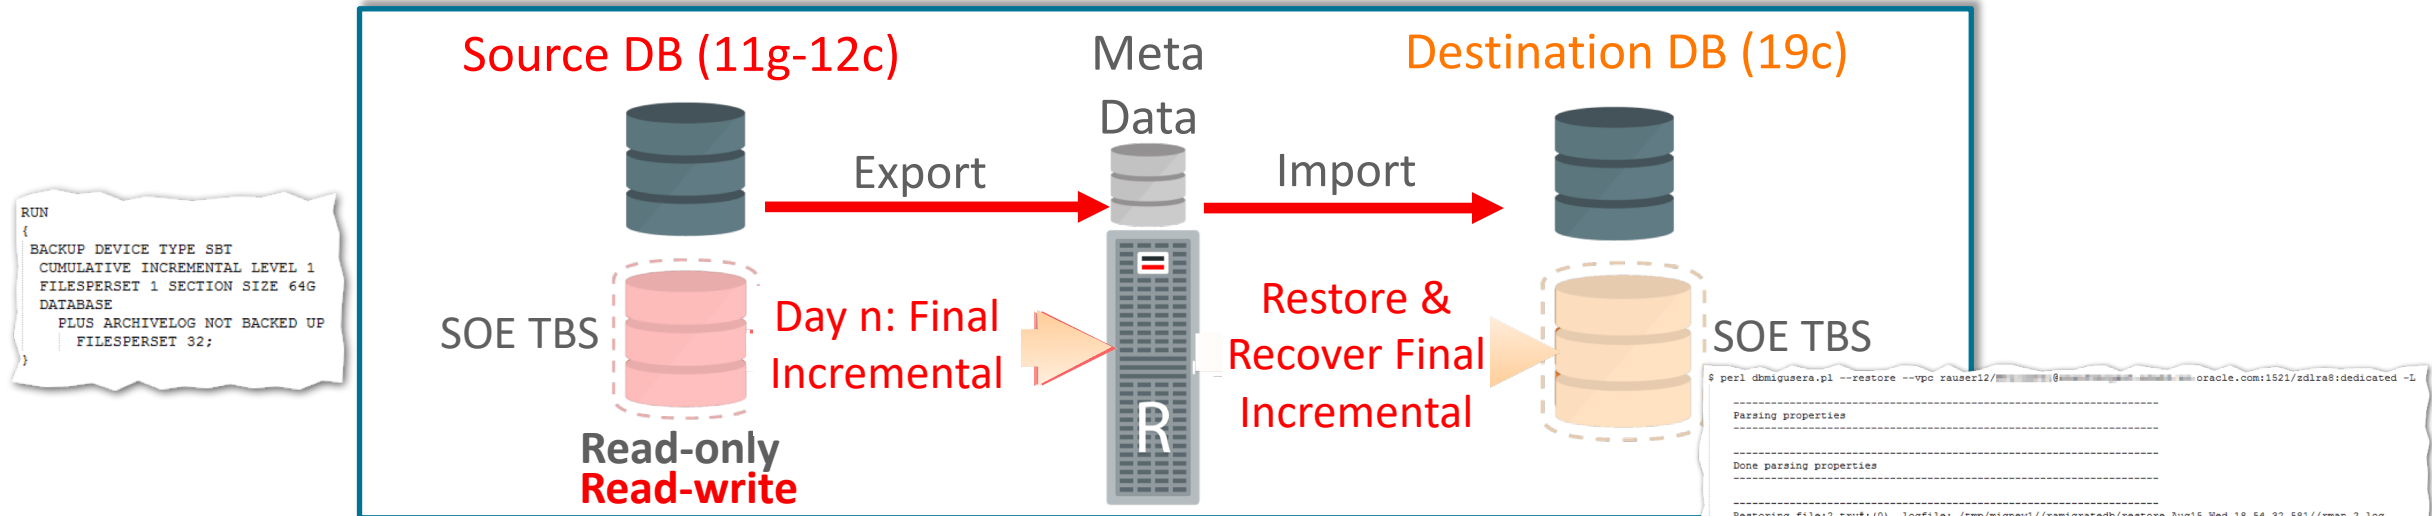 Source DB (11g-12c)
Meta
Data
Destination DB (19c)
Export
Import
RUN
{
BACKUP DEVICE TYPE SBT
CUMULATIVE INCREMENTAL LEVEL 1
FILESPERSET 1 SECTION SIZE 64G
DATABASE
PLUS ARCHIVELOG NOT BACKED UP
FILESPERSET 32;
}
SOE TBS
Day n: Final
Incremental
Restore &
Recover Final
Incremental
SOE TBS
R
Read-only
Read-write
$ perl dbmigusera.pl --restore --vpc rauser12/ @ oracle.com:1521/zdlra8:dedicated -L
------------------------------------------------------------
Parsing properties
------------------------------------------------------------
------------------------------------------------------------
Done parsing properties
------------------------------------------------------------
------------------------------------------------------------